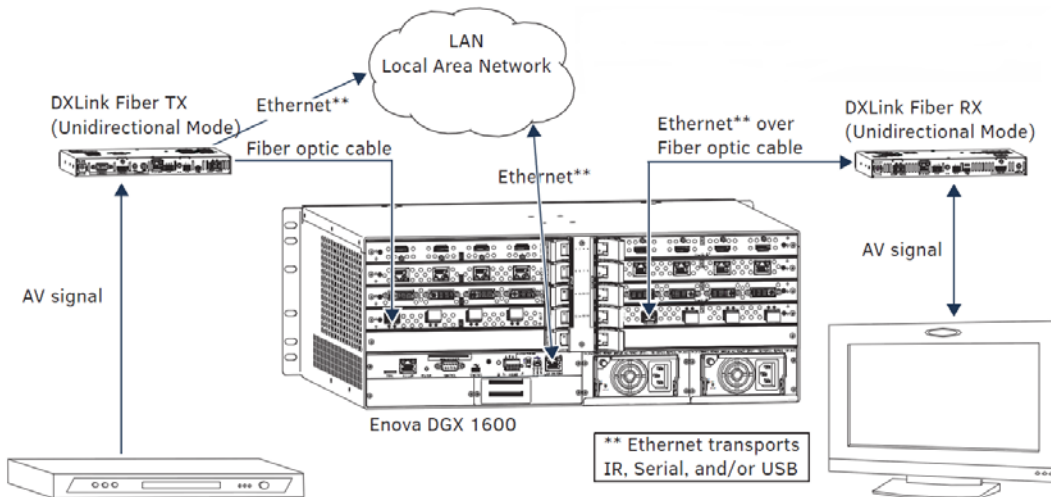 LAN
Local Area Network
DXLink Fiber TX
(Unidirectional Mode)
Ethernet**
Fiber optic cable
Ethernet**
Ethernet** over
Fiber optic cable
DXLink Fiber RX
(Unidirectional Mode)
AV signal
AV signal
Enova DGX 1600
** Ethernet transports
IR, Serial, and/or USB